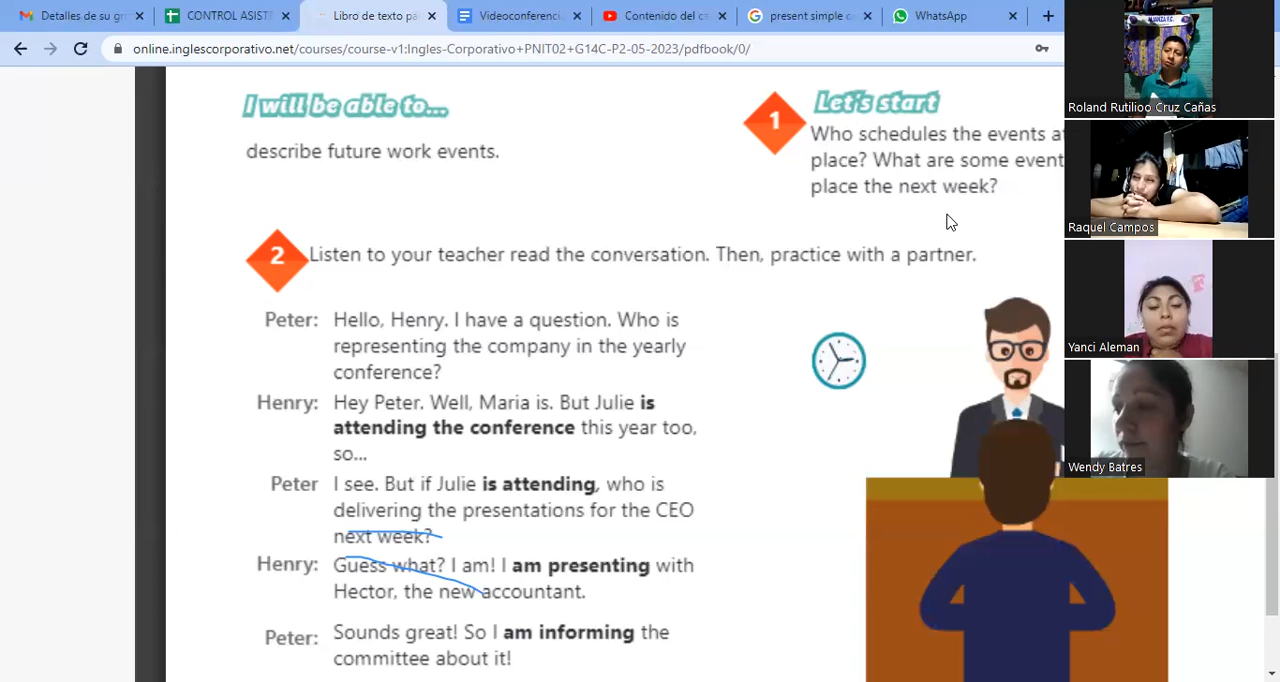 Detalles de su gr
CONTROL ASIST
Libro de texto pa
Videoconferenci
Contenido del ca
present simple c
WhatsApp
online.inglescorporativo.net/courses/course-v1:Ingles-Corporativo+PNIT02+G14C-P2-05-2023/pdfbook/0/
I will be able to...
describe future work events.
1
Let's start
Who schedules the events at
place? What are some event
place the next week?
2
Listen to your teacher read the conversation. Then, practice with a partner.
Peter: Hello, Henry. I have a question. Who is
representing the company in the yearly
conference?
Henry: Hey Peter. Well, Maria is. But Julie is
attending the conference this year too,
so...
Peter I see. But if Julie is attending, who is
delivering the presentations for the CEO
next week?
Henry: Guess what? I am! I am presenting with
Hector, the new accountant.
Peter: Sounds great! So I am informing the
committee about it!
ALIANZA F.C.
Roland Rutilioo Cruz Cañas
Raquel Campos
Yanci Aleman
Wendy Batres